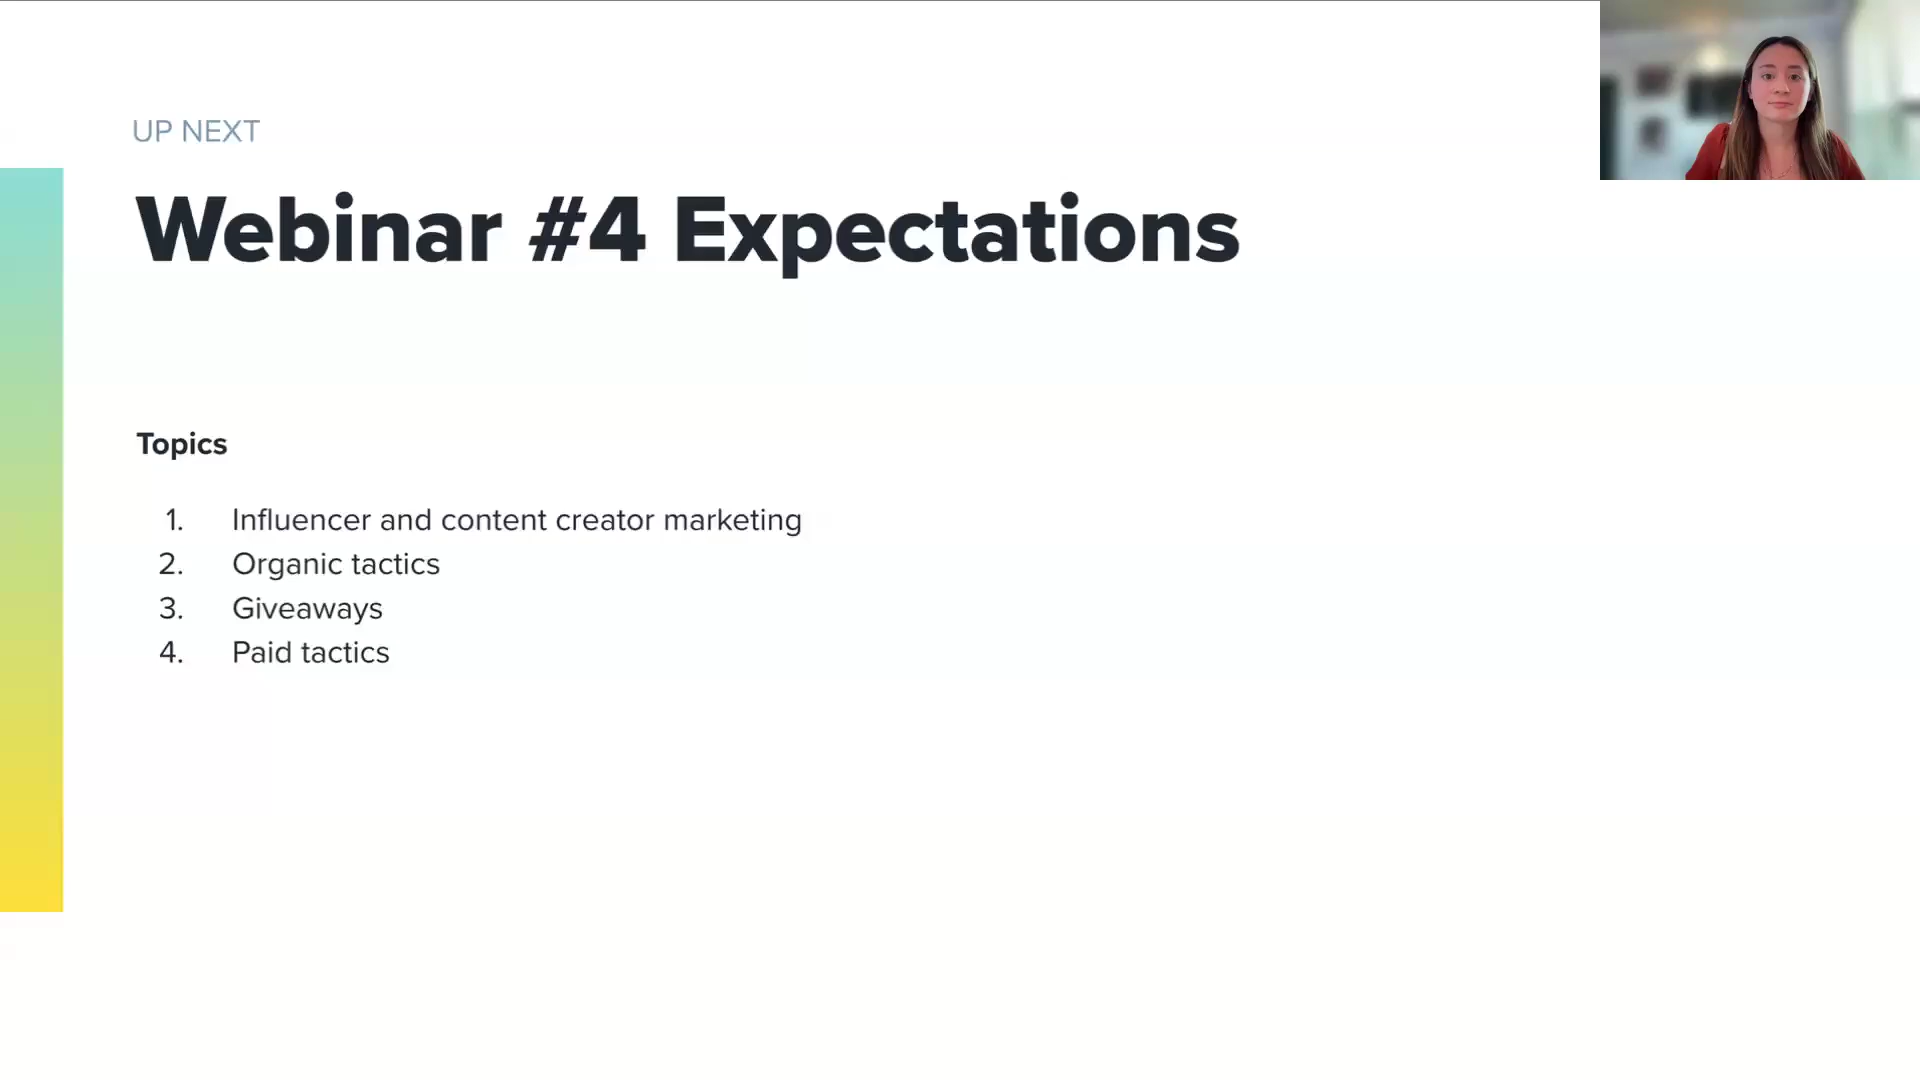 UP NEXT
Webinar #4 Expectations
Topics
1. Influencer and content creator marketing
2. Organic tactics
3. Giveaways
4. Paid tactics